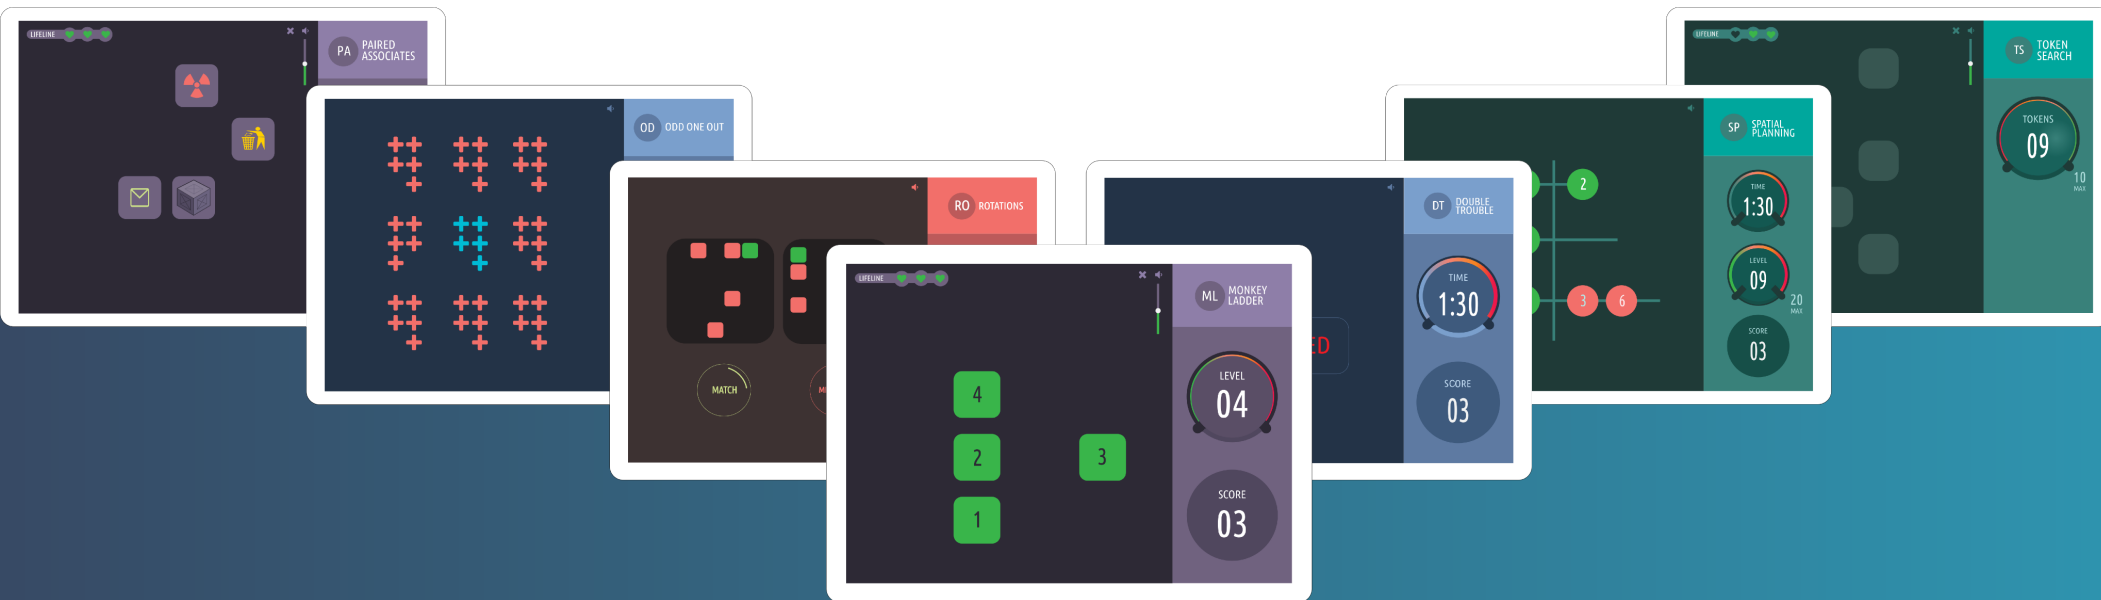 LIFELINE
PA
PAIRED
ASSOCIATES
OD
ODD ONE OUT
RO
ROTATIONS
MATCH
LIFELINE
ML
MONKEY
LADDER
4
2
3
1
LEVEL
04
SCORE
03
DT
DOUBLE
TROUBLE
ED
TIME
1:30
SCORE
03
SP
SPATIAL
PLANNING
2
3
6
TIME
1:30
LEVEL
09
20
MAX
SCORE
03
LIFELINE
TS
TOKEN
SEARCH
TOKENS
09
10
MAX